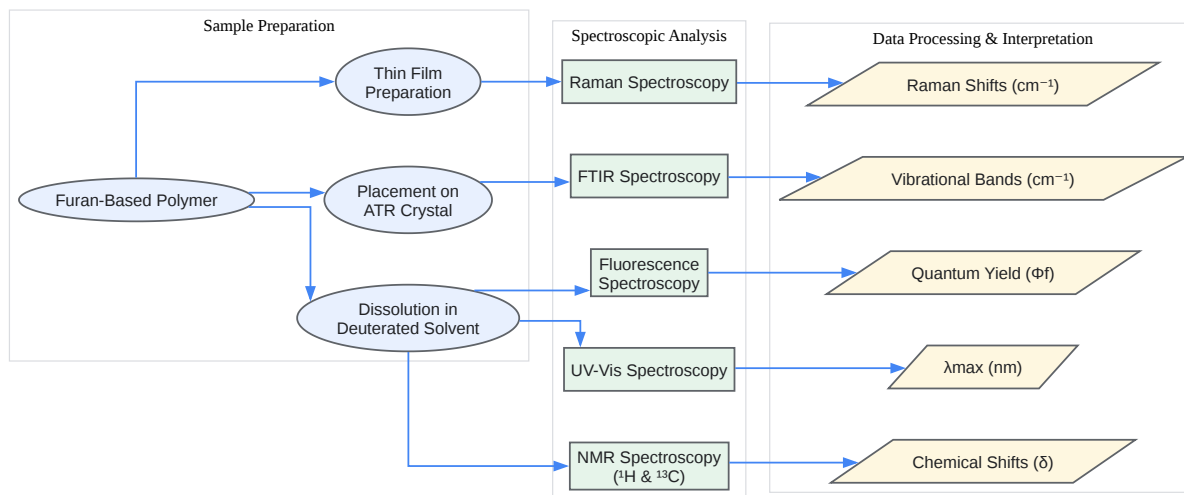 Sample Preparation
Spectroscopic Analysis
Data Processing & Interpretation
Thin Film
Preparation
Raman Spectroscopy
Raman Shifts (cm⁻¹)
Furan-Based Polymer
Placement on
ATR Crystal
FTIR Spectroscopy
Vibrational Bands (cm⁻¹)
Fluorescence
Spectroscopy
Quantum Yield (Φf)
Dissolution in
Deuterated Solvent
UV-Vis Spectroscopy
λmax (nm)
NMR Spectroscopy
(¹H & ¹³C)
Chemical Shifts (δ)